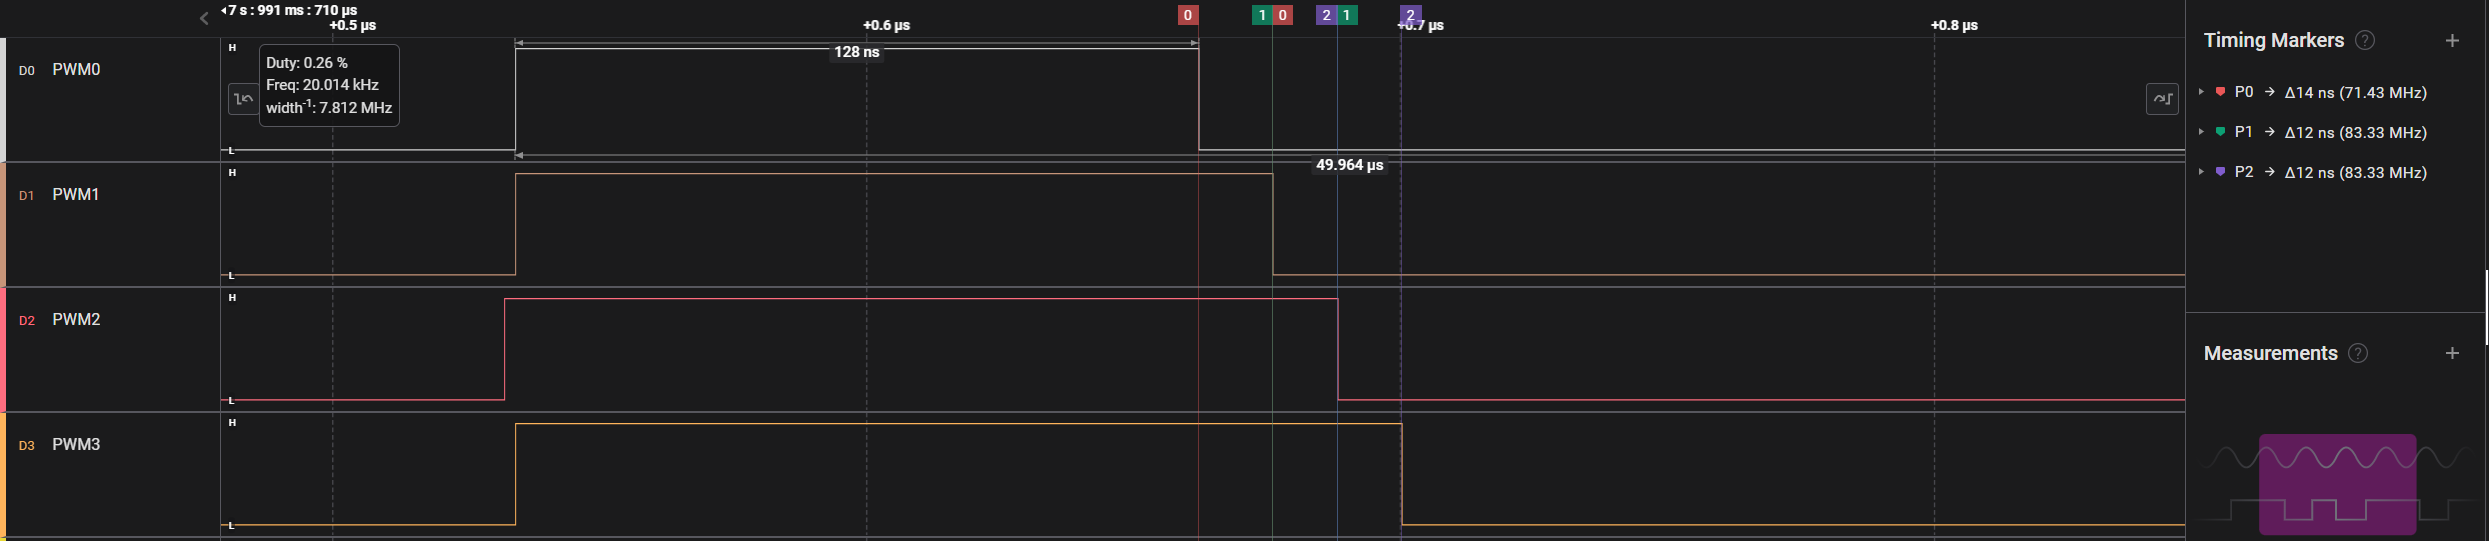 7 s : 991 ms : 710 µs
+0.5 µs
+0.6 µs
+0.7 µs
+0.8 µs
0
1 0
2 1
2
D0 PWM0
H
L
Duty: 0.26 %
Freq: 20.014 kHz
width-1: 7.812 MHz
128 ns
49.964 µs
D1 PWM1
H
L
D2 PWM2
H
L
D3 PWM3
H
L
Timing Markers ? +
P0 → Δ14 ns (71.43 MHz)
P1 → Δ12 ns (83.33 MHz)
P2 → Δ12 ns (83.33 MHz)
Measurements ? +